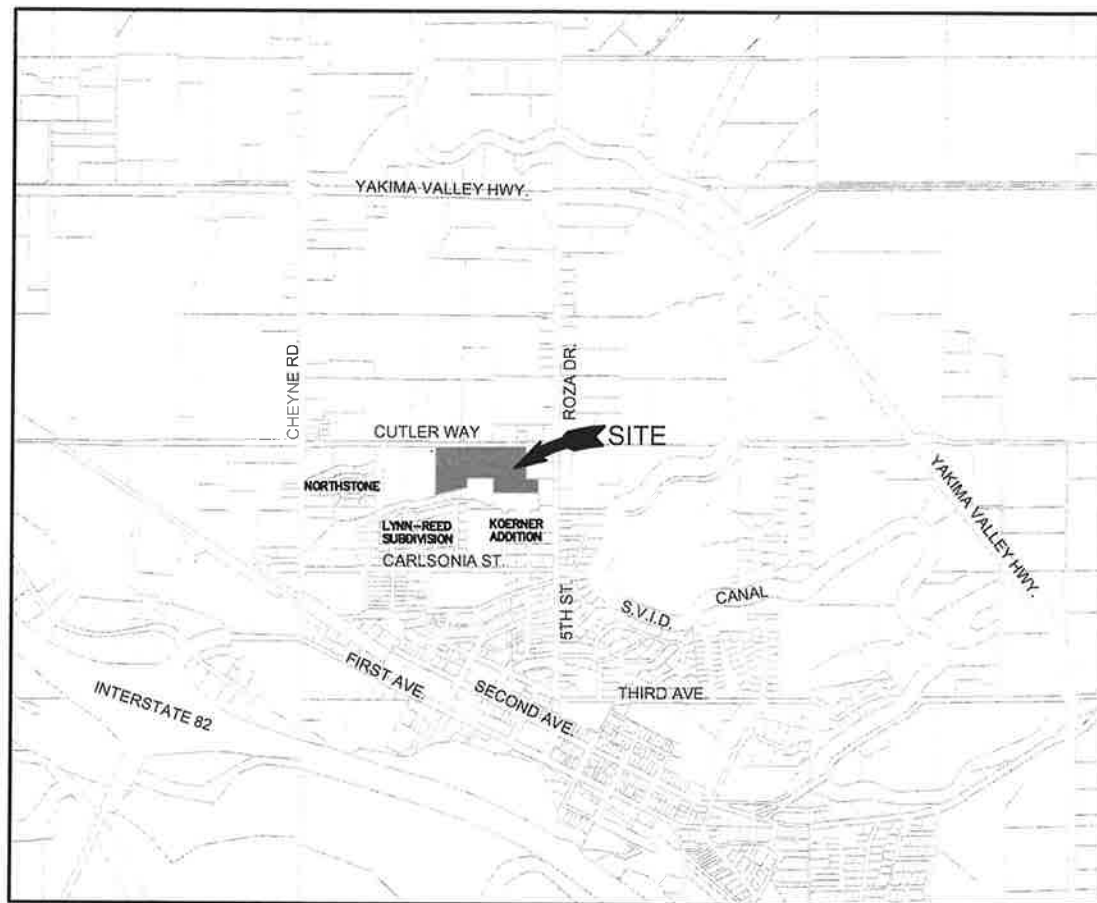 YAKIMA VALLEY HWY.
CHEYNE RD.
ROZA DR.
CUTLER WAY
SITE
NORTHSTONE
LYNN-REED
SUBDIVISION
KOERNER
ADDITION
CARLSONIA ST.
YAKIMA VALLEY HWY.
5TH ST.
S.V.I.D.
CANAL
FIRST AVE.
SECOND AVE.
THIRD AVE.
INTERSTATE 82